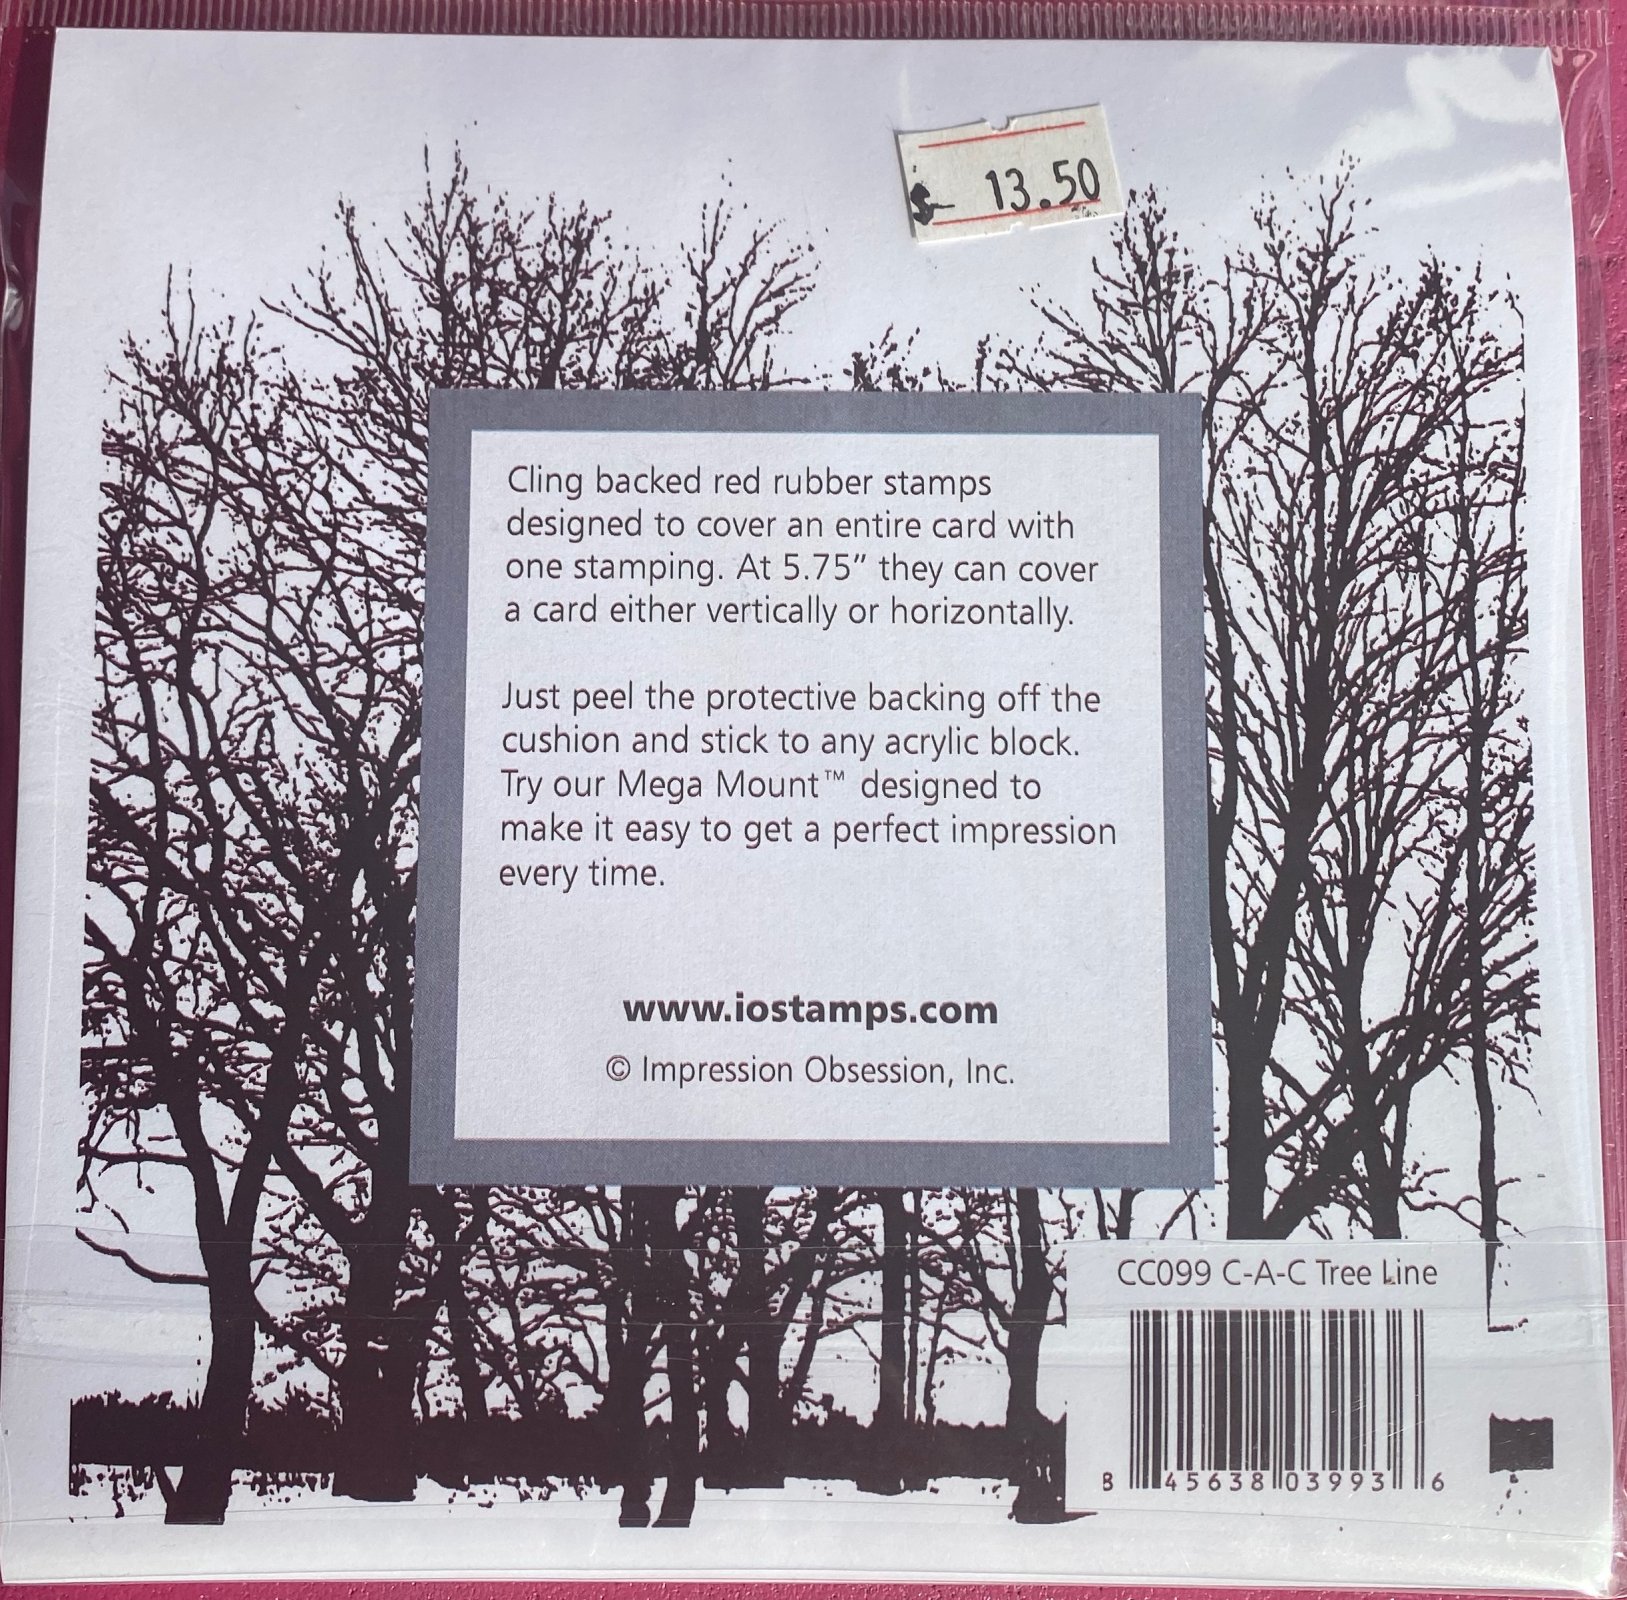 $ 13.50
Cling backed red rubber stamps
designed to cover an entire card with
one stamping. At 5.75” they can cover
a card either vertically or horizontally.
Just peel the protective backing off the
cushion and stick to any acrylic block.
Try our Mega Mount™ designed to
make it easy to get a perfect impression
every time.
www.iostamps.com
© Impression Obsession, Inc.
CC099 C-A-C Tree Line
8 45638 03993 6